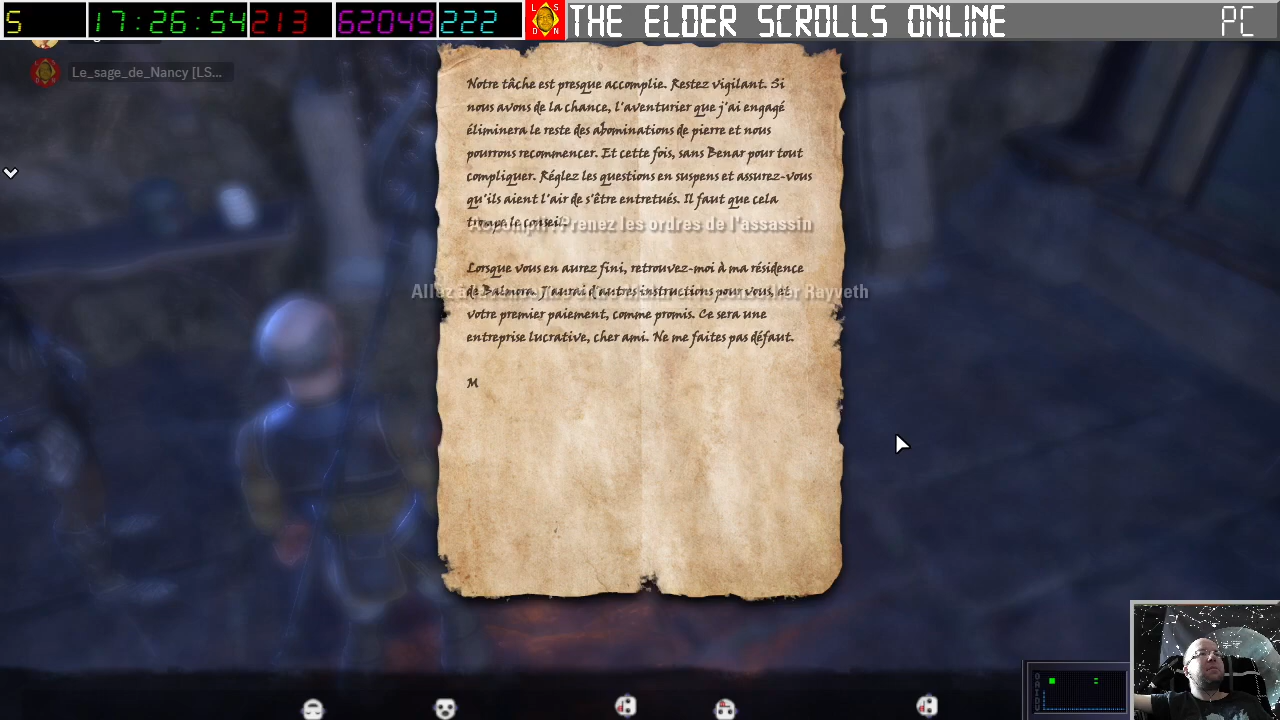 5 17:26:54 213 62049 222 THE ELDER SCROLLS ONLINE PC
Le_sage_de_Nancy [LS...
Notre tâche est presque accomplie. Restez vigilant. Si
nous avons de la chance, l'aventurier que j'ai engagé
éliminera le reste des abominations de pierre et nous
pourrons recommencer. Et cette fois, sans Benar pour tout
compliquer. Réglez les questions en suspens et assurez-vous
qu'ils aient l'air de s'être entretués. Il faut que cela
trompe le conseil.
Prenez les ordres de l'assassin
Lorsque vous en aurez fini, retrouvez-moi à ma résidence
de Balmora. J'aurai d'autres instructions pour vous, et
Allez Rayveth
votre premier paiement, comme promis. Ce sera une
entreprise lucrative, cher ami. Ne me faites pas défaut.
M